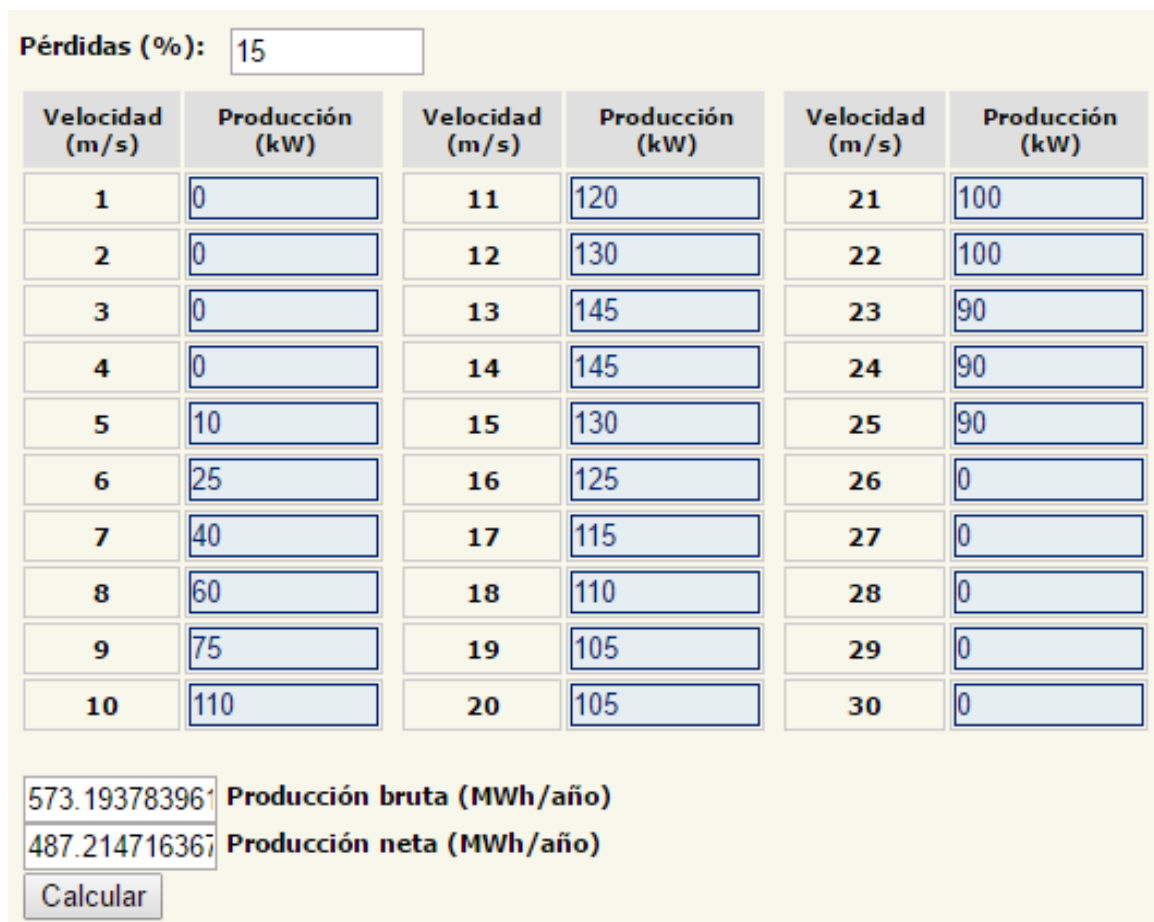 Pérdidas (%): 15
Velocidad (m/s) Producción (kW) Velocidad (m/s) Producción (kW) Velocidad (m/s) Producción (kW)
1 0 11 120 21 100
2 0 12 130 22 100
3 0 13 145 23 90
4 0 14 145 24 90
5 10 15 130 25 90
6 25 16 125 26 0
7 40 17 115 27 0
8 60 18 110 28 0
9 75 19 105 29 0
10 110 20 105 30 0
573.193783961 Producción bruta (MWh/año)
487.214716367 Producción neta (MWh/año)
Calcular